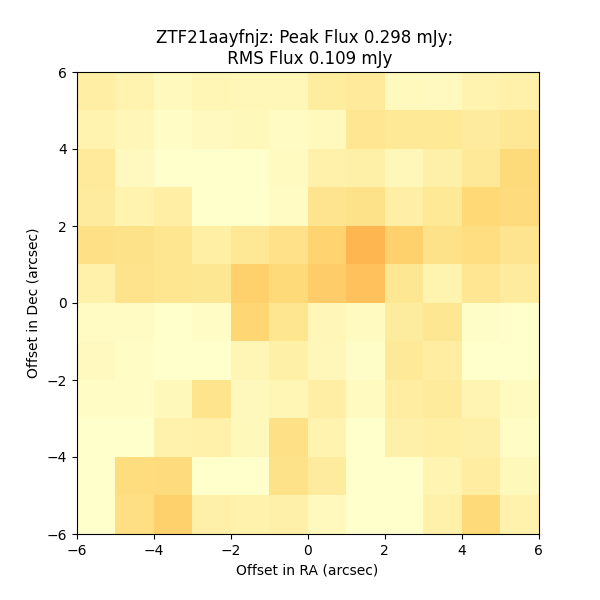 ZTF21aayfnjz: Peak Flux 0.298 mJy;
RMS Flux 0.109 mJy
6
4
2
0
−2
−4
−6
Offset in Dec (arcsec)
−6 −4 −2 0 2 4 6
Offset in RA (arcsec)